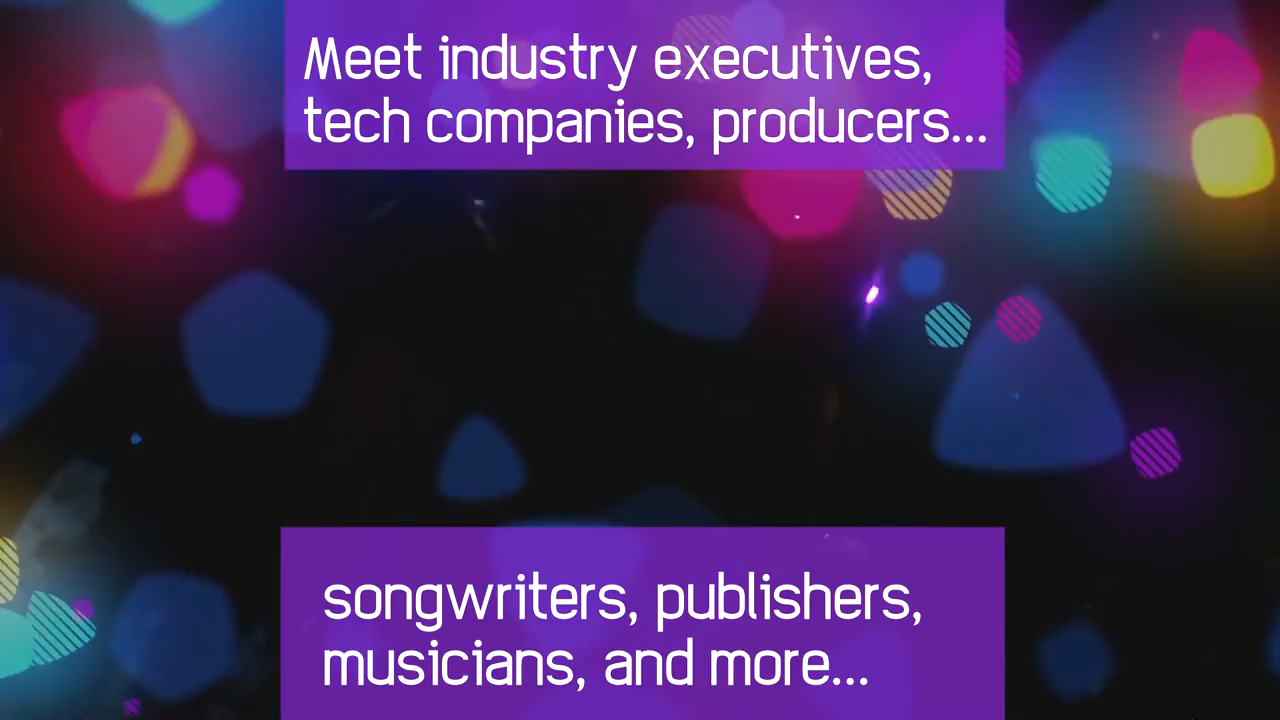 Meet industry executives,
tech companies, producers...
songwriters, publishers,
musicians, and more...